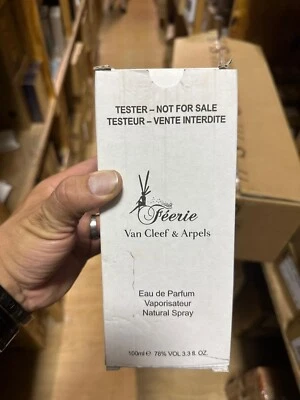 TESTER – NOT FOR SALE
TESTEUR – VENTE INTERDITE
Féerie
Van Cleef & Arpels
Eau de Parfum
Vaporisateur
Natural Spray
100ml e 78% VOL 3.3 fl. OZ.